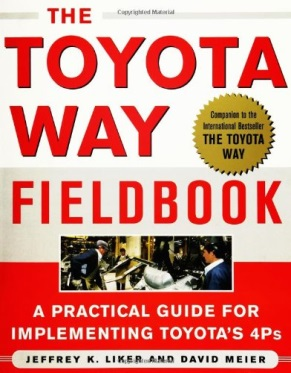 THE
TOYOTA
WAY
Companion to the
International Bestseller
THE TOYOTA
WAY
FIELDBOOK
A PRACTICAL GUIDE FOR
IMPLEMENTING TOYOTA'S 4Ps
JEFFREY K. LIKER AND DAVID MEIER